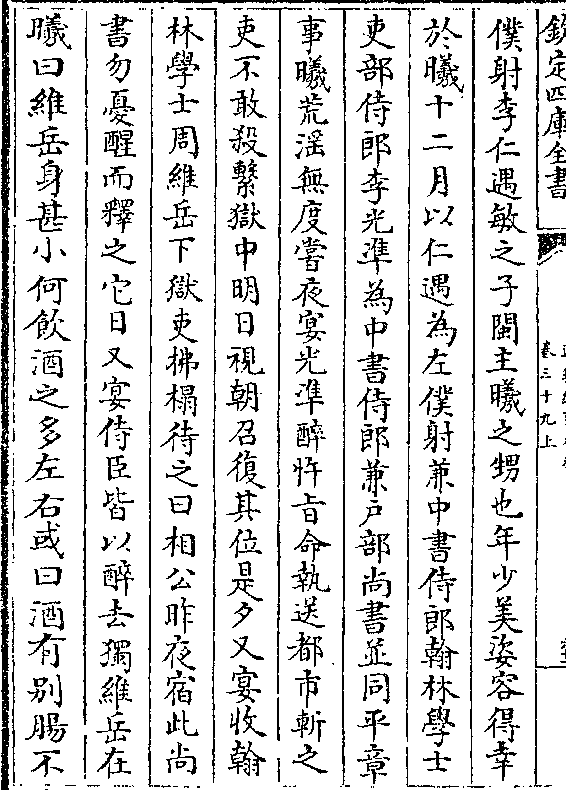 欽定四庫全書
卷三十九上
僕射李仁遇敏之子閩主曦之甥也年少美姿容得幸
於曦十二月以仁遇為左僕射兼中書侍郎翰林學士
吏部侍郎李光凖為中書侍郎兼戶部尚書並同平章
事曦荒淫無度嘗夜宴光凖醉忤旨命執送都市斬之
吏不敢殺繫獄中明日視朝召復其位是夕又宴收翰
林學士周維岳下獄吏拂榻待之曰相公昨夜宿此尚
書勿憂醒而釋之它日又宴侍臣皆以醉去獨維岳在
曦曰維岳身甚小何飲酒之多左右或曰酒有别腸不